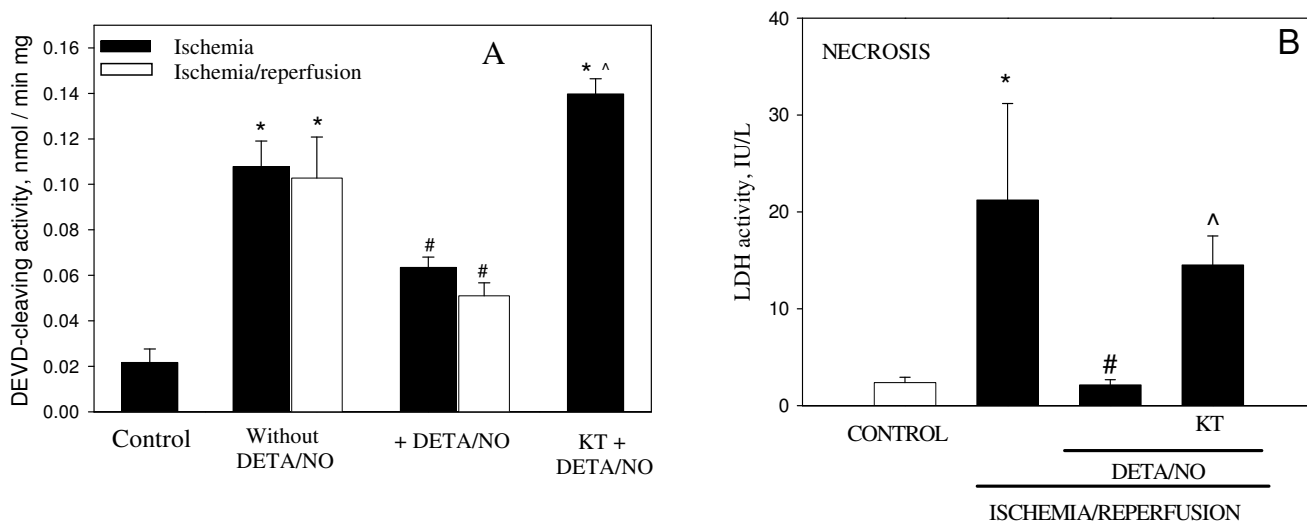 A
Ischemia
Ischemia/reperfusion
DEVD-cleaving activity, nmol / min mg
0.16
0.14
0.12
0.10
0.08
0.06
0.04
0.02
0.00
*
*
#
#
* ^
Control
Without
DETA/NO
+ DETA/NO
KT +
DETA/NO
B
NECROSIS
LDH activity, IU/L
40
30
20
10
0
*
#
^
CONTROL
KT
DETA/NO
ISCHEMIA/REPERFUSION